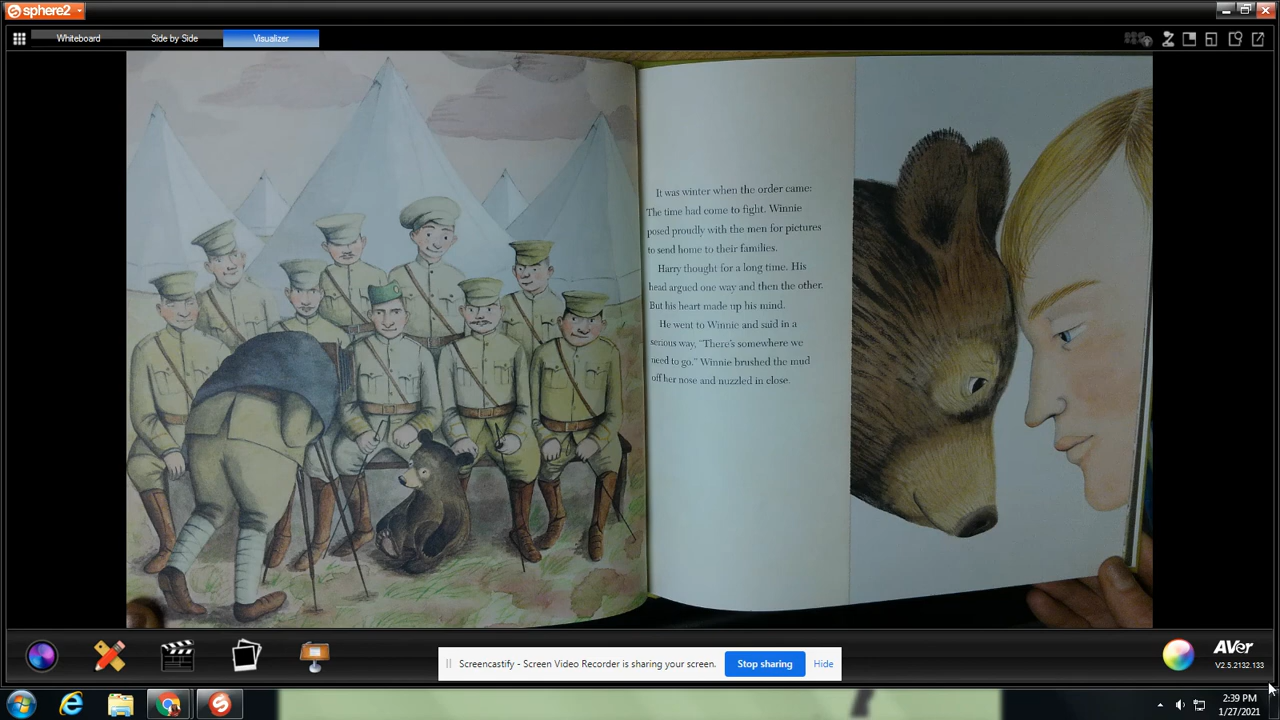 sphere2
Whiteboard
Side by Side
Visualizer
It was winter when the order came:
The time had come to fight. Winnie
posed proudly with the men for pictures
to send home to their families.
Harry thought for a long time. His
head argued one way and then the other.
But his heart made up his mind.
He went to Winnie and said in a
serious way, “There’s somewhere we
need to go.” Winnie brushed the mud
off her nose and nuzzled in close.
Screencastify - Screen Video Recorder is sharing your screen.
Stop sharing
Hide
AVer
V2.5.2132.133
2:39 PM
1/27/2021